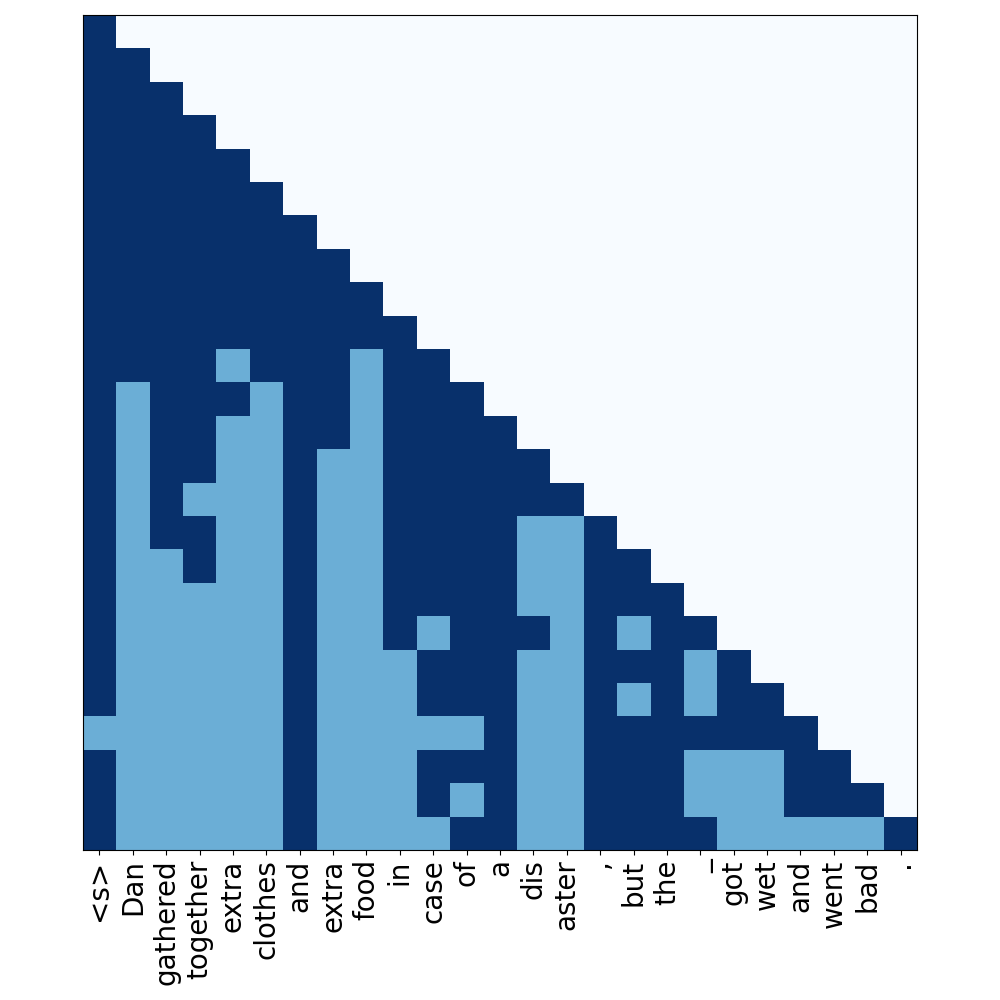 <s> Dan gathered together extra clothes and extra food in case of a dis aster , but the _ got wet and went bad .